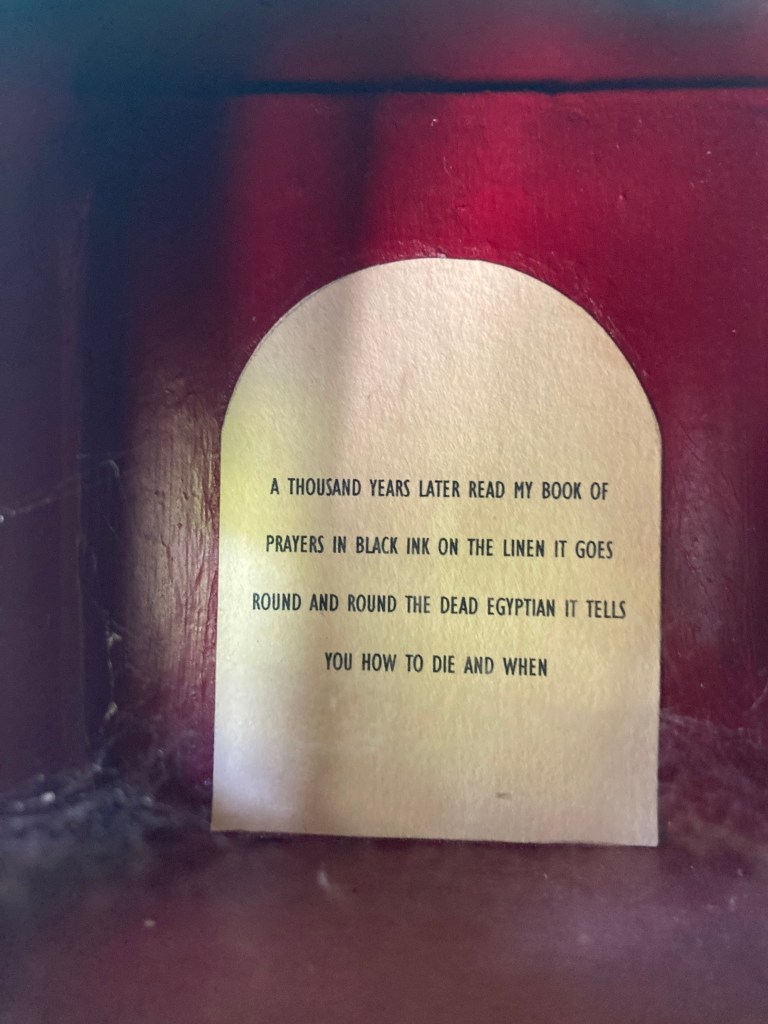 A THOUSAND YEARS LATER READ MY BOOK OF
PRAYERS IN BLACK INK ON THE LINEN IT GOES
ROUND AND ROUND THE DEAD EGYPTIAN IT TELLS
YOU HOW TO DIE AND WHEN